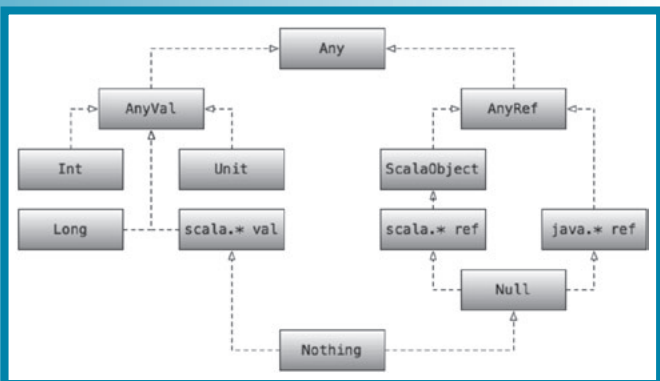 Any
AnyVal
AnyRef
Int
Unit
ScalaObject
Long
scala.* val
scala.* ref
java.* ref
Null
Nothing